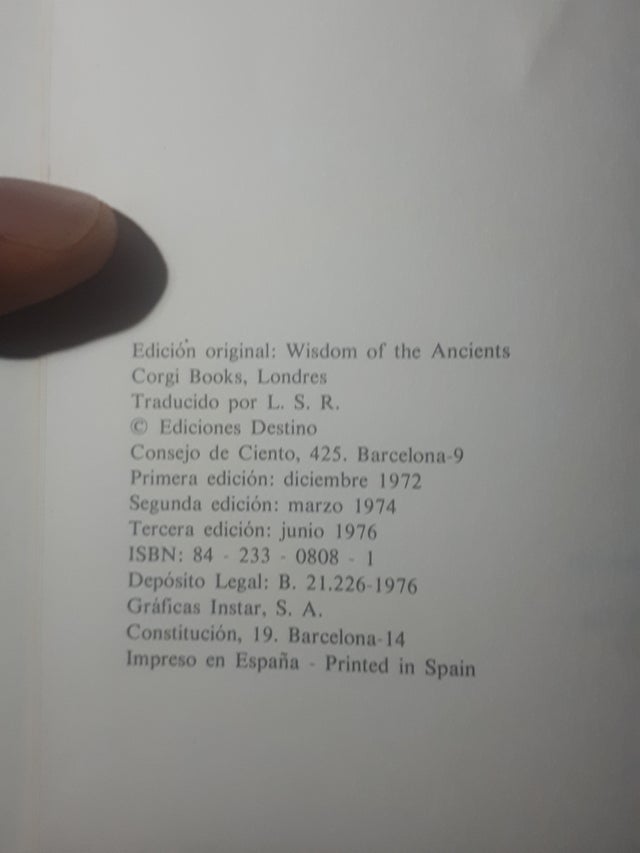 Edición original: Wisdom of the Ancients
Corgi Books, Londres
Traducido por L. S. R.
© Ediciones Destino
Consejo de Ciento, 425. Barcelona-9
Primera edición: diciembre 1972
Segunda edición: marzo 1974
Tercera edición: junio 1976
ISBN: 84 - 233 - 0808 - 1
Depósito Legal: B. 21.226-1976
Gráficas Instar, S. A.
Constitución, 19. Barcelona-14
Impreso en España - Printed in Spain